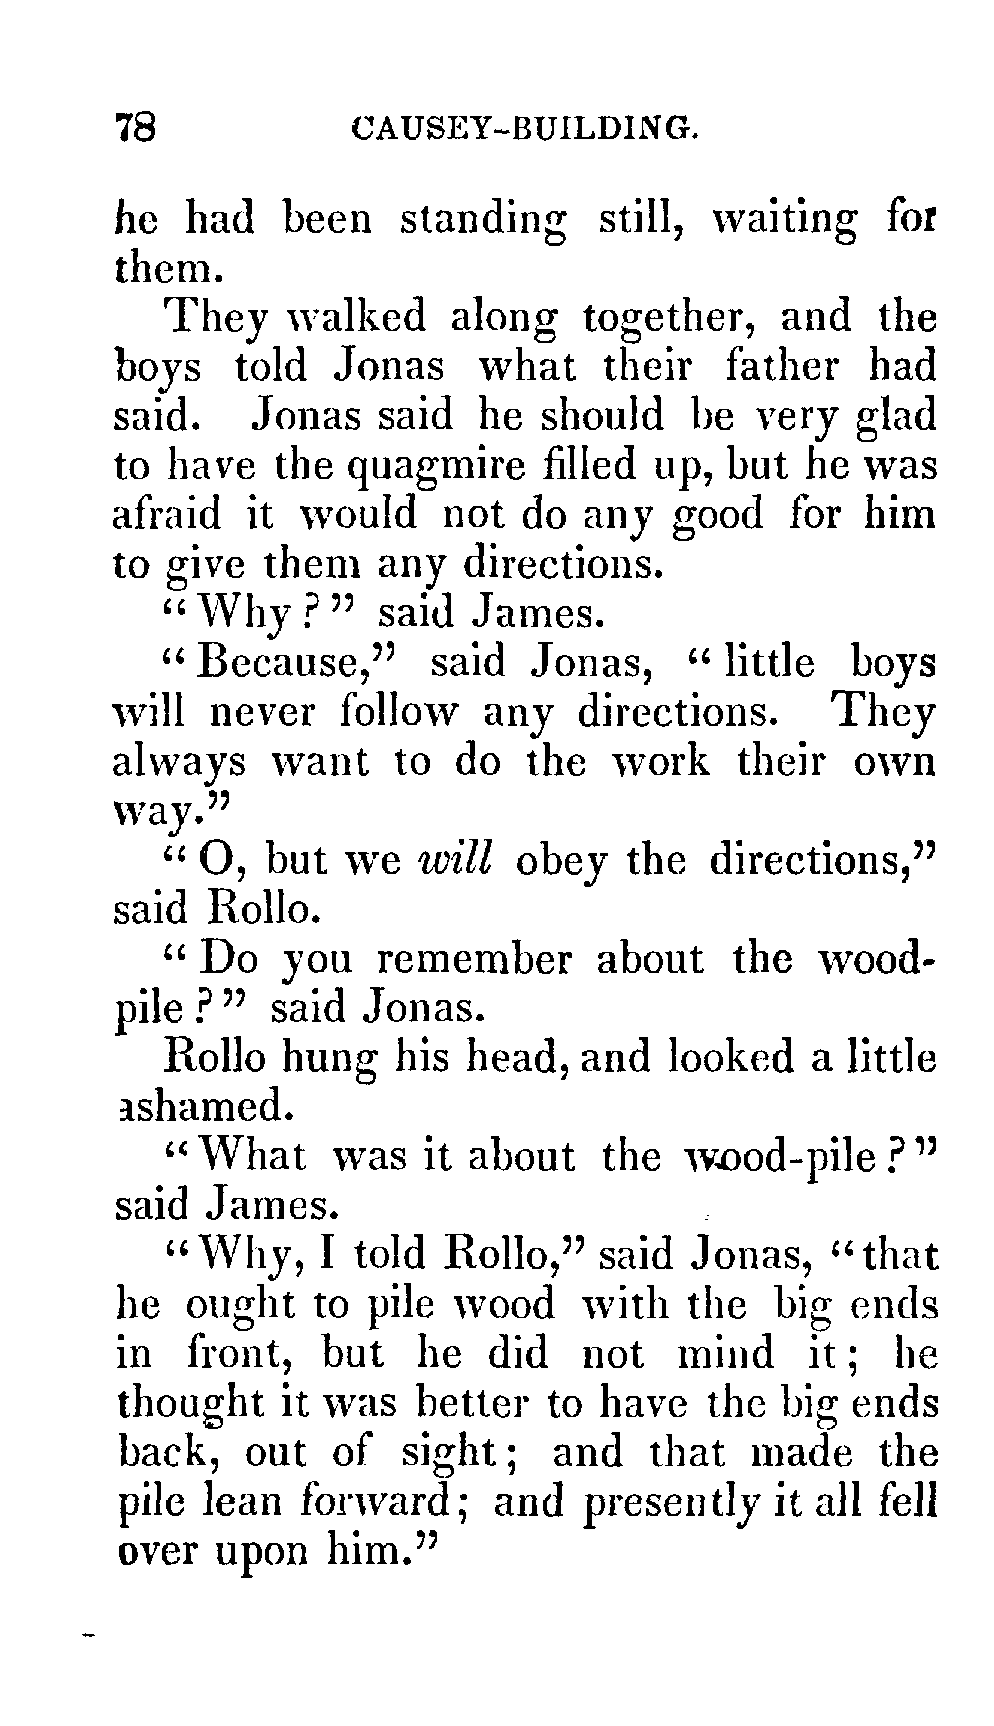 78 CAUSEY-BUILDING.
he had been standing still, waiting for
them.
They walked along together, and the
boys told Jonas what their father had
said. Jonas said he should be very glad
to have the quagmire filled up, but he was
afraid it would not do any good for him
to give them any directions.
“Why?” said James.
“Because,” said Jonas, “little boys
will never follow any directions. They
always want to do the work their own
way.”
“O, but we will obey the directions,”
said Rollo.
“Do you remember about the wood-
pile?” said Jonas.
Rollo hung his head, and looked a little
ashamed.
“What was it about the wood-pile?”
said James.
“Why, I told Rollo,” said Jonas, “that
he ought to pile wood with the big ends
in front, but he did not mind it; he
thought it was better to have the big ends
back, out of sight; and that made the
pile lean forward; and presently it all fell
over upon him.”